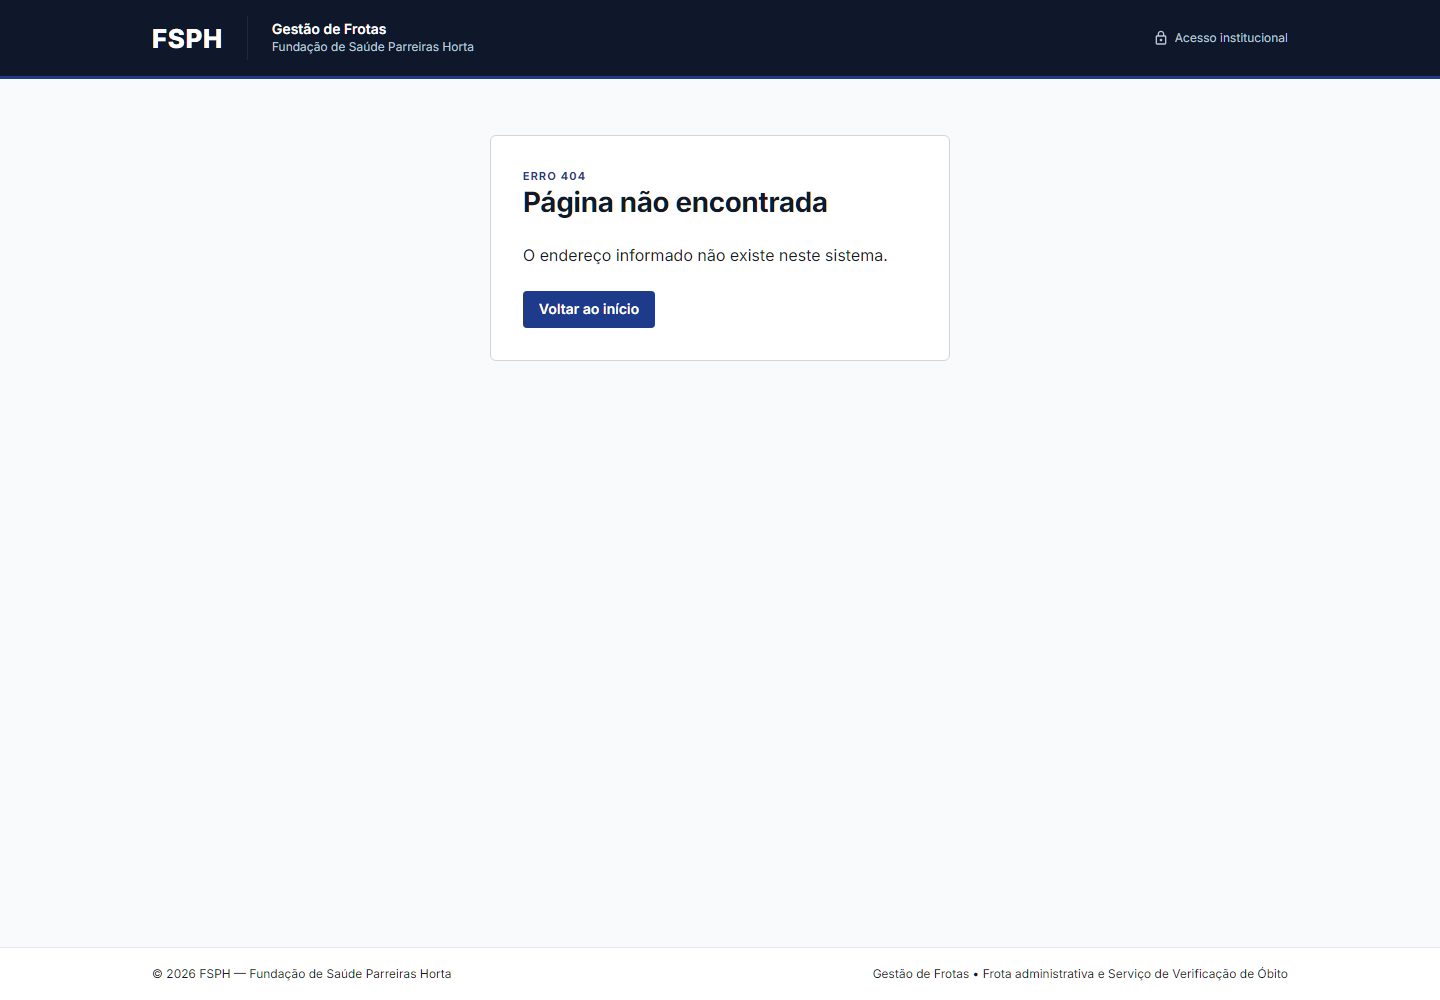 FSPH
Gestão de Frotas
Fundação de Saúde Parreiras Horta
Acesso institucional
ERRO 404
Página não encontrada
O endereço informado não existe neste sistema.
Voltar ao início
© 2026 FSPH — Fundação de Saúde Parreiras Horta
Gestão de Frotas • Frota administrativa e Serviço de Verificação de Óbito